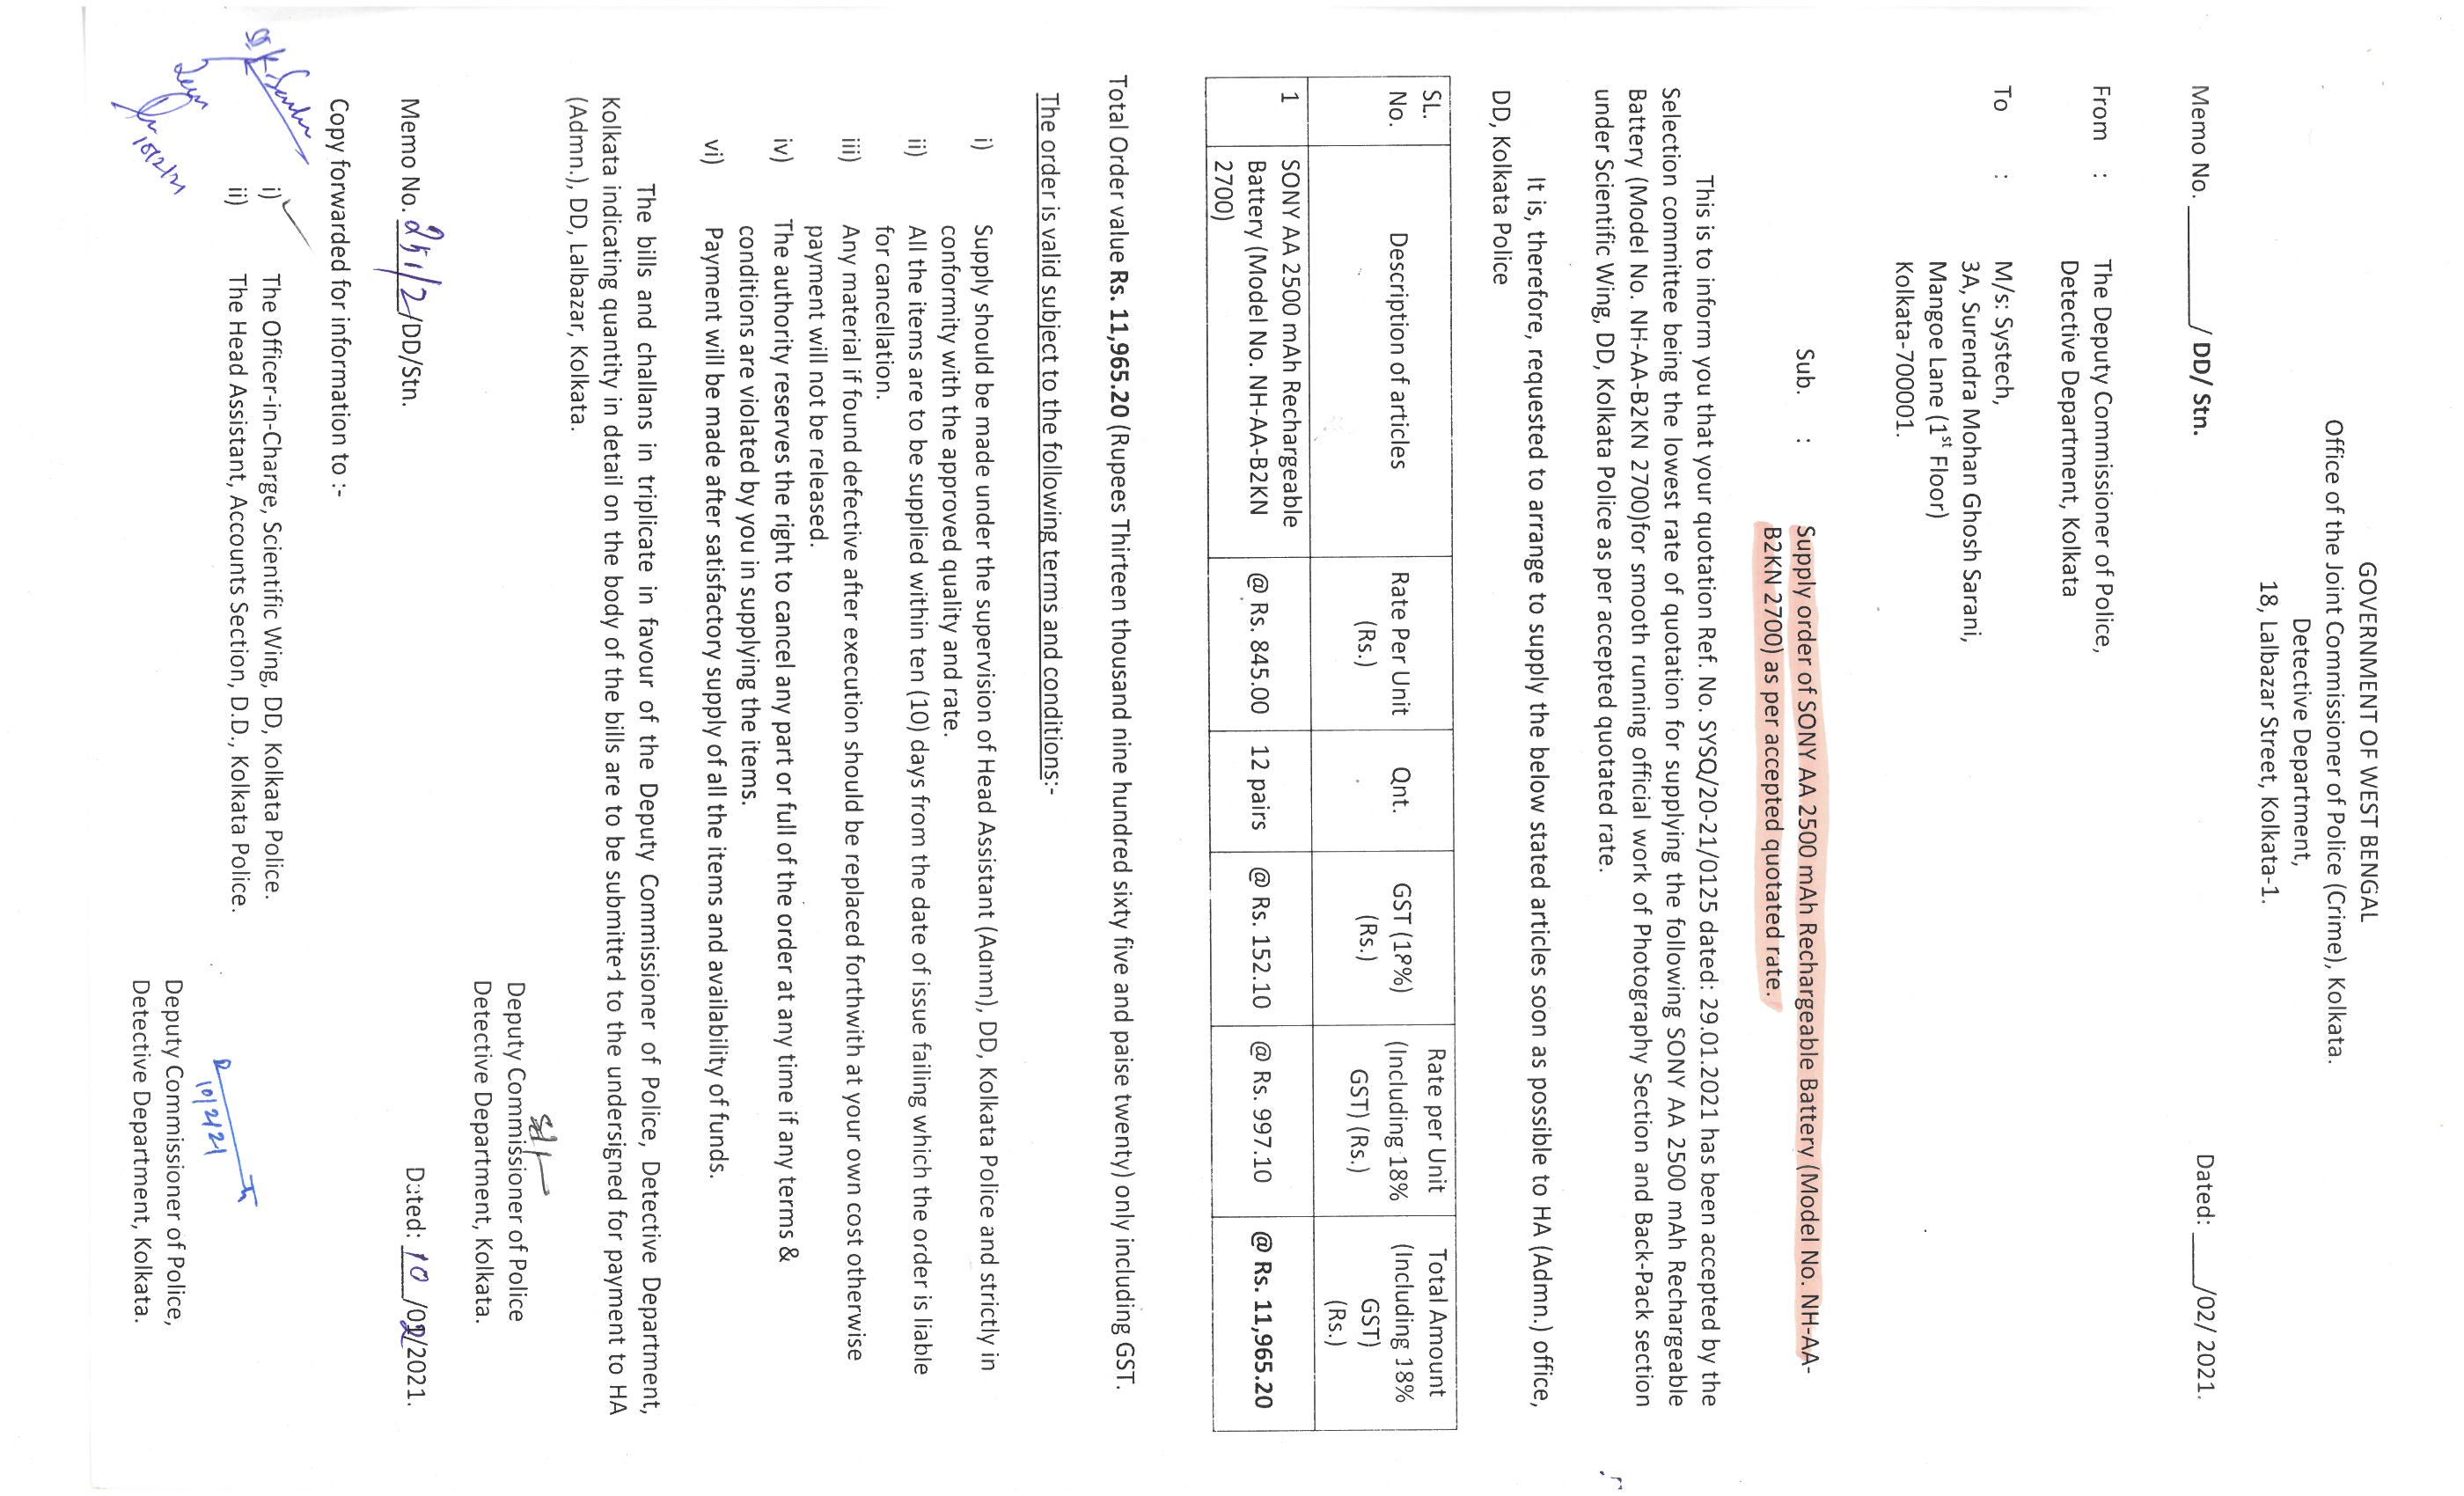 GOVERNMENT OF WEST BENGAL
Office of the Joint Commissioner of Police (Crime), Kolkata.
Detective Department,
18, Lalbazar Street, Kolkata-1.
Memo No. ________/ DD/ Stn. Dated: ____/02/ 2021.
From : The Deputy Commissioner of Police,
Detective Department, Kolkata
To : M/s: Systech,
3A, Surendra Mohan Ghosh Sarani,
Mangoe Lane (1st Floor)
Kolkata-700001.
Sub. : Supply order of SONY AA 2500 mAh Rechargeable Battery (Model No. NH-AA-
B2KN 2700) as per accepted quotated rate.
This is to inform you that your quotation Ref. No. SYSQ/20-21/0125 dated: 29.01.2021 has been accepted by the
Selection committee being the lowest rate of quotation for supplying the following SONY AA 2500 mAh Rechargeable
Battery (Model No. NH-AA-B2KN 2700)for smooth running official work of Photography Section and Back-Pack section
under Scientific Wing, DD, Kolkata Police as per accepted quotated rate.
It is, therefore, requested to arrange to supply the below stated articles soon as possible to HA (Admn.) office,
DD, Kolkata Police
SL. No. Description of articles Rate Per Unit (Rs.) Qnt. GST (18%) (Rs.) Rate per Unit (Including 18% GST) (Rs.) Total Amount (Including 18% GST) (Rs.)
1 SONY AA 2500 mAh Rechargeable @ Rs. 845.00 12 pairs @ Rs. 152.10 @ Rs. 997.10 @ Rs. 11,965.20
Battery (Model No. NH-AA-B2KN
2700)
Total Order value Rs. 11,965.20 (Rupees Thirteen thousand nine hundred sixty five and paise twenty) only including GST.
The order is valid subject to the following terms and conditions:-
i) Supply should be made under the supervision of Head Assistant (Admn), DD, Kolkata Police and strictly in
conformity with the approved quality and rate.
ii) All the items are to be supplied within ten (10) days from the date of issue failing which the order is liable
for cancellation.
iii) Any material if found defective after execution should be replaced forthwith at your own cost otherwise
payment will not be released.
iv) The authority reserves the right to cancel any part or full of the order at any time if any terms &
conditions are violated by you in supplying the items.
vi) Payment will be made after satisfactory supply of all the items and availability of funds.
The bills and challans in triplicate in favour of the Deputy Commissioner of Police, Detective Department,
Kolkata indicating quantity in detail on the body of the bills are to be submitted to the undersigned for payment to HA
(Admn.), DD, Lalbazar, Kolkata.
Sd/-
Deputy Commissioner of Police
Detective Department, Kolkata.
Memo No. 251/2/DD/Stn. Dated: 10/02/2021.
Copy forwarded for information to :-
i) The Officer-in-Charge, Scientific Wing, DD, Kolkata Police.
ii) The Head Assistant, Accounts Section, D.D., Kolkata Police.
10/2/21
10/2/21
Deputy Commissioner of Police,
Detective Department, Kolkata.